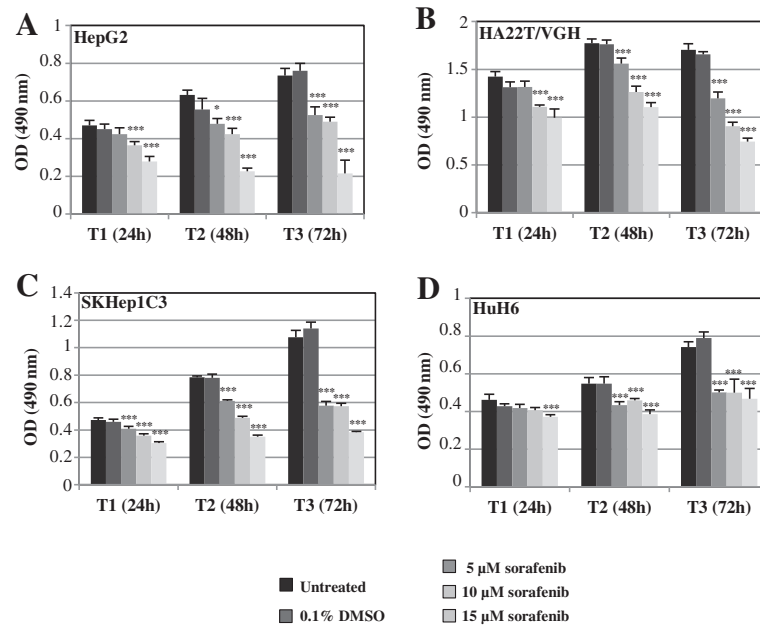 A
HepG2
OD (490 nm)
1
0.8
0.6
0.4
0.2
0
*** ***
* *** ***
*** *** ***
T1 (24h) T2 (48h) T3 (72h)
B
HA22T/VGH
OD (490 nm)
2
1.5
1
0.5
0
*** ***
*** *** ***
*** *** ***
T1 (24h) T2 (48h) T3 (72h)
C
SKHep1C3
OD (490 nm)
1.4
1.2
1
0.8
0.6
0.4
0.2
0
*** *** ***
*** *** ***
*** *** ***
T1 (24h) T2 (48h) T3 (72h)
D
HuH6
OD (490 nm)
1
0.8
0.6
0.4
0.2
0
***
*** *** ***
*** *** ***
T1 (24h) T2 (48h) T3 (72h)
Untreated
0.1% DMSO
5 µM sorafenib
10 µM sorafenib
15 µM sorafenib